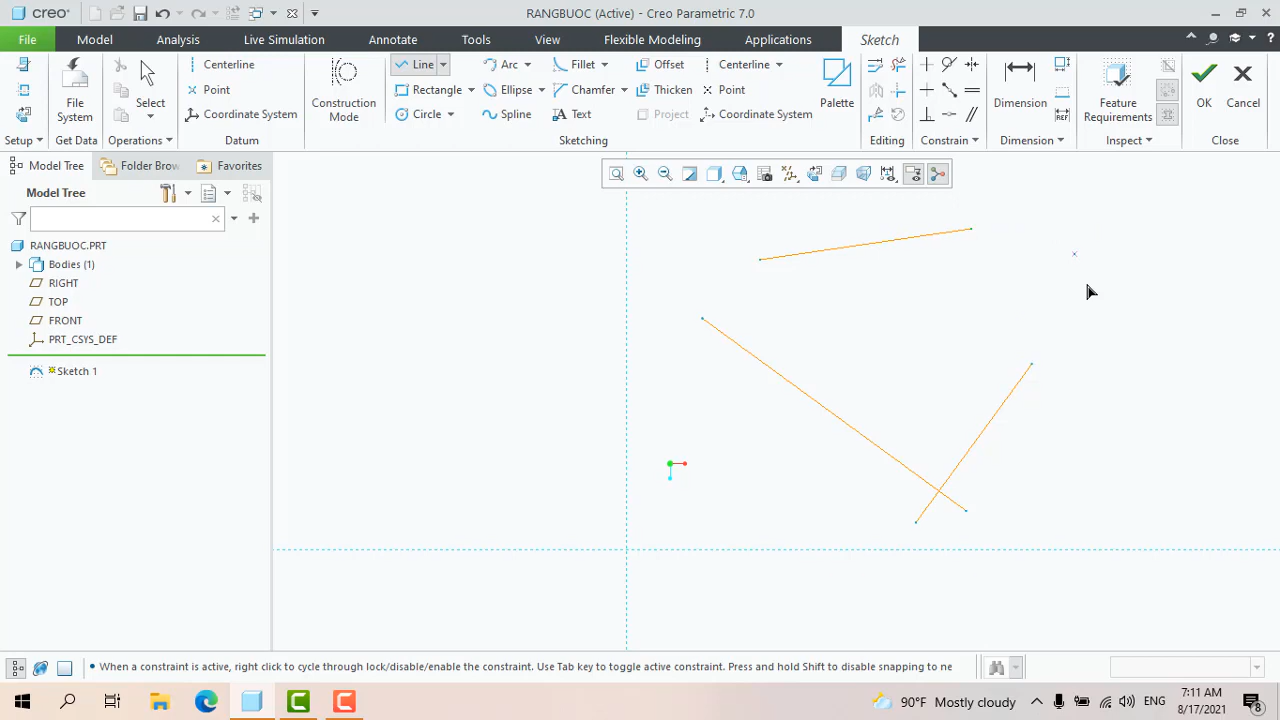 creo
RANGBUOC (Active) - Creo Parametric 7.0
File Model Analysis Live Simulation Annotate Tools View Flexible Modeling Applications Sketch
Centerline Line Arc Fillet Offset Centerline
Point Rectangle Ellipse Chamfer Thicken Point
Coordinate System Circle Spline Text Project Coordinate System
File System
Select
Construction Mode
Palette
Dimension
Feature Requirements
OK
Cancel
Setup Get Data Operations Datum Sketching Editing Constrain Dimension Inspect Close
Model Tree Folder Brow Favorites
Model Tree
RANGBUOC.PRT
Bodies (1)
RIGHT
TOP
FRONT
PRT_CSYS_DEF
Sketch 1
• When a constraint is active, right click to cycle through lock/disable/enable the constraint. Use Tab key to toggle active constraint. Press and hold Shift to disable snapping to ne
90°F Mostly cloudy
ENG
7:11 AM
8/17/2021
8